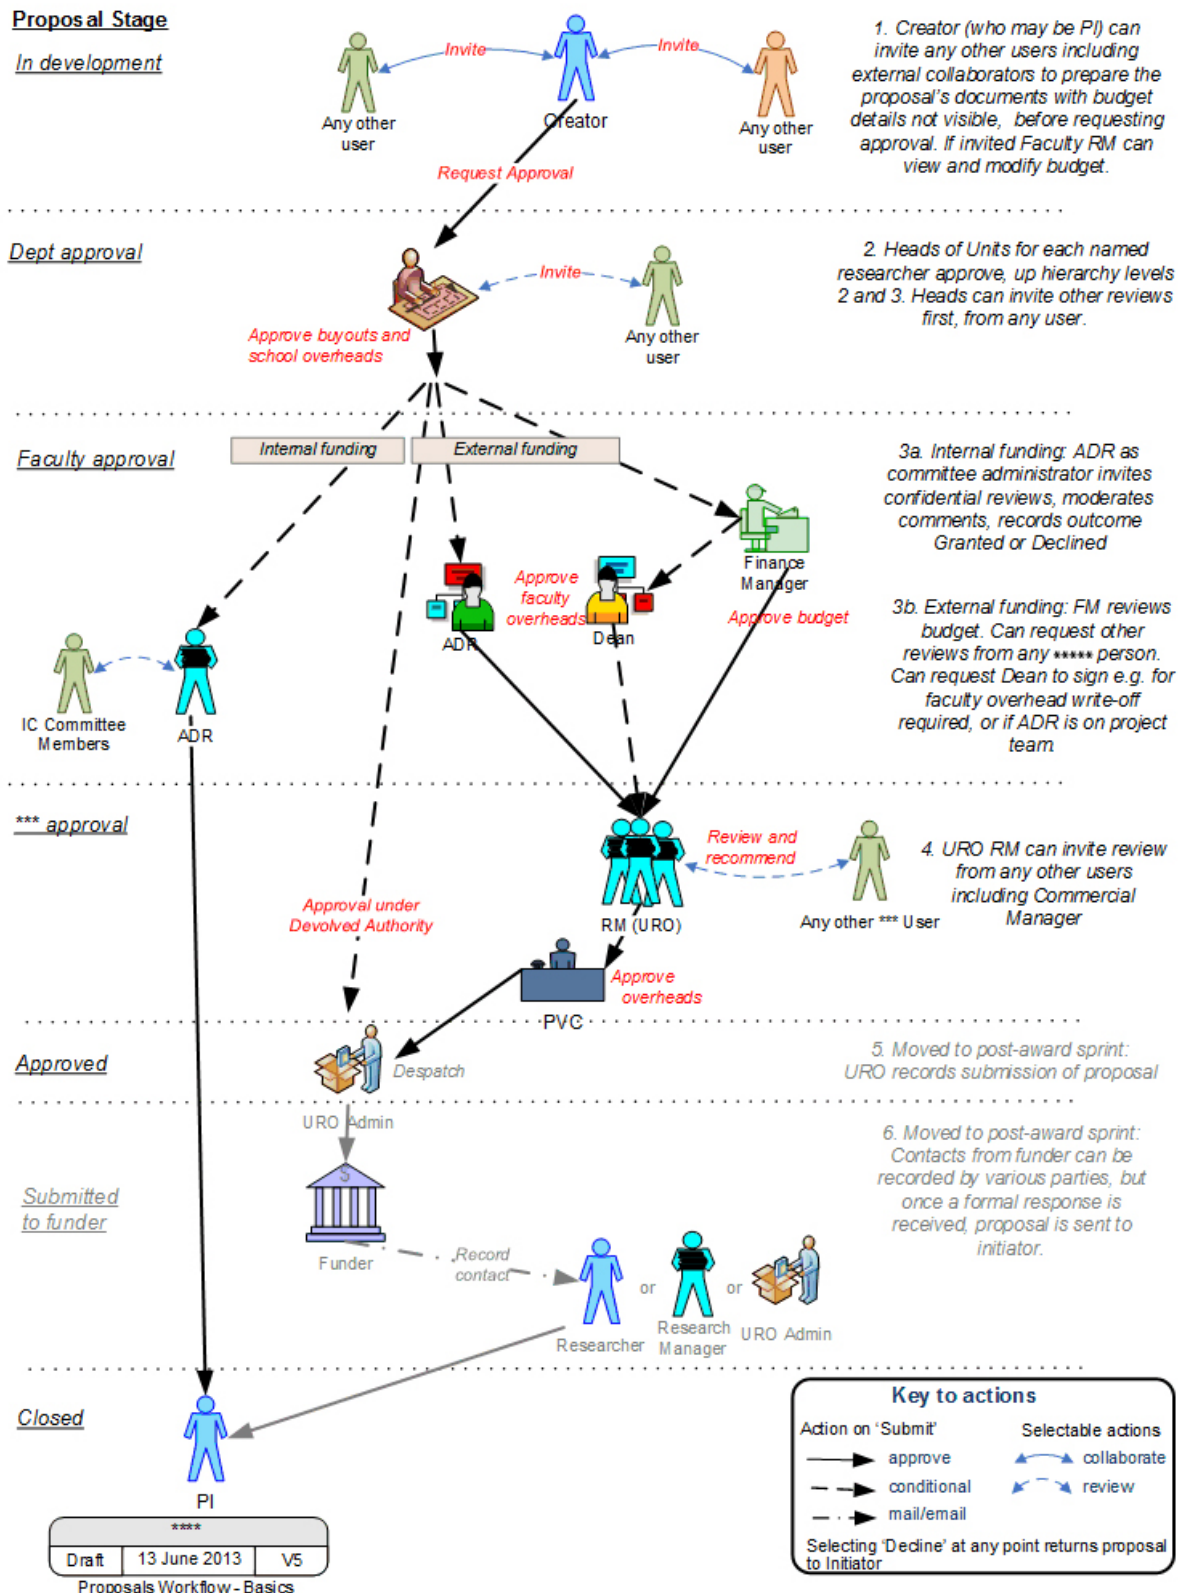 Proposal Stage
In development
Invite
Invite
Any other
user
Creator
Any other
user
1. Creator (who may be PI) can
invite any other users including
external collaborators to prepare the
proposal's documents with budget
details not visible, before requesting
approval. If invited Faculty RM can
view and modify budget.
Request Approval
Dept approval
Invite
Any other
user
2. Heads of Units for each named
researcher approve, up hierarchy levels
2 and 3. Heads can invite other reviews
first, from any user.
Approve buyouts and
school overheads
Faculty approval
Internal funding
External funding
3a. Internal funding: ADR as
committee administrator invites
confidential reviews, moderates
comments, records outcome
Granted or Declined
Finance
Manager
Approve
faculty
overheads
ADR
Dean
Approve budget
3b. External funding: FM reviews
budget. Can request other
reviews from any ***** person.
Can request Dean to sign e.g. for
faculty overhead write-off
required, or if ADR is on project
team.
IC Committee
Members
ADR
*** approval
Review and
recommend
4. URO RM can invite review
from any other users
including Commercial
Manager
Approval under
Devolved Authority
RM (URO)
Any other *** User
Approve
overheads
PVC
Approved
Despatch
5. Moved to post-award sprint:
URO records submission of proposal
URO Admin
6. Moved to post-award sprint:
Contacts from funder can be
recorded by various parties, but
once a formal response is
received, proposal is sent to
initiator.
Submitted
to funder
$
Funder
Record
contact
or
or
Researcher
Research
Manager
URO Admin
Closed
PI
Key to actions
Action on 'Submit'
Selectable actions
approve
collaborate
conditional
review
mail/email
Selecting 'Decline' at any point returns proposal
to Initiator
****
Draft
13 June 2013
V5
Proposals Workflow - Basics